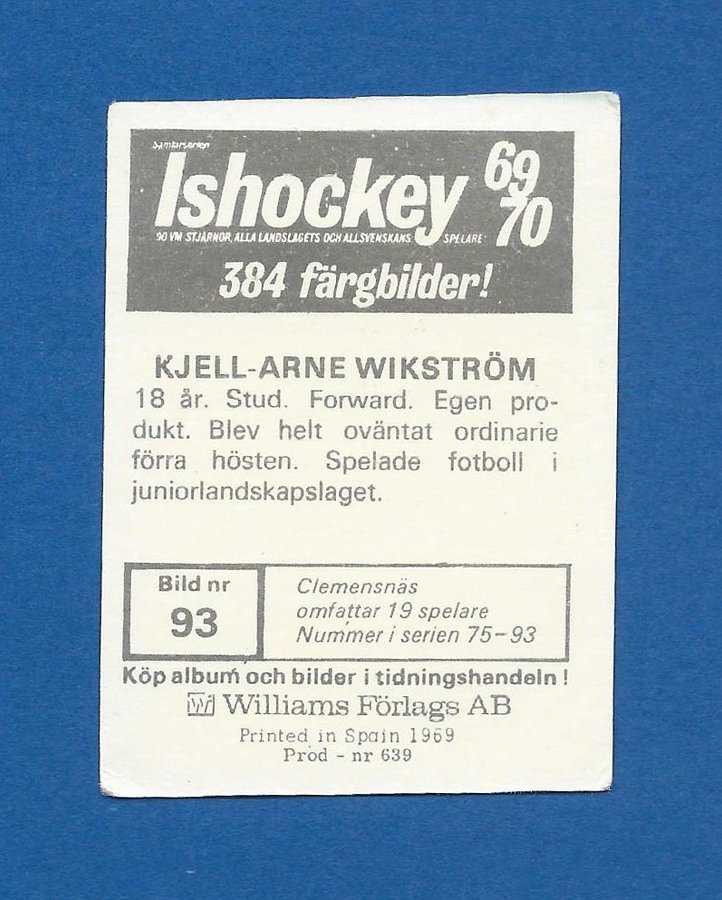 Samlarserien
Ishockey 69
70
90 VM STJÄRNOR, ALLA LANDSLAGETS OCH ALLSVENSKANS SPELARE
384 färgbilder!
KJELL-ARNE WIKSTRÖM
18 år. Stud. Forward. Egen pro-
dukt. Blev helt oväntat ordinarie
förra hösten. Spelade fotboll i
juniorlandskapslaget.
Bild nr
93
Clemensnäs
omfattar 19 spelare
Nummer i serien 75-93
Köp album och bilder i tidningshandeln!
W Williams Förlags AB
Printed in Spain 1969
Prod - nr 639